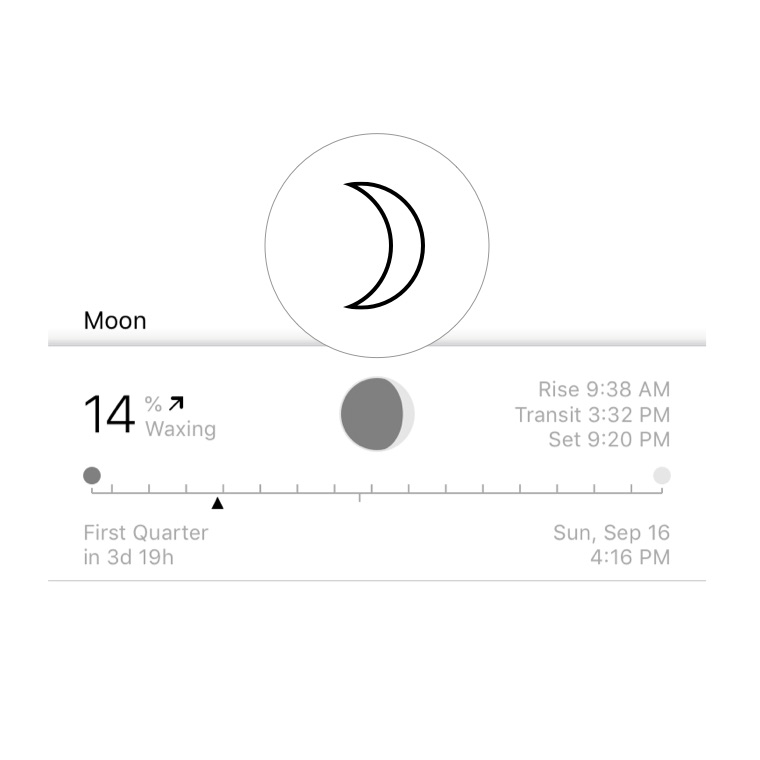 Moon
14 % Waxing
Rise 9:38 AM
Transit 3:32 PM
Set 9:20 PM
First Quarter
in 3d 19h
Sun, Sep 16
4:16 PM